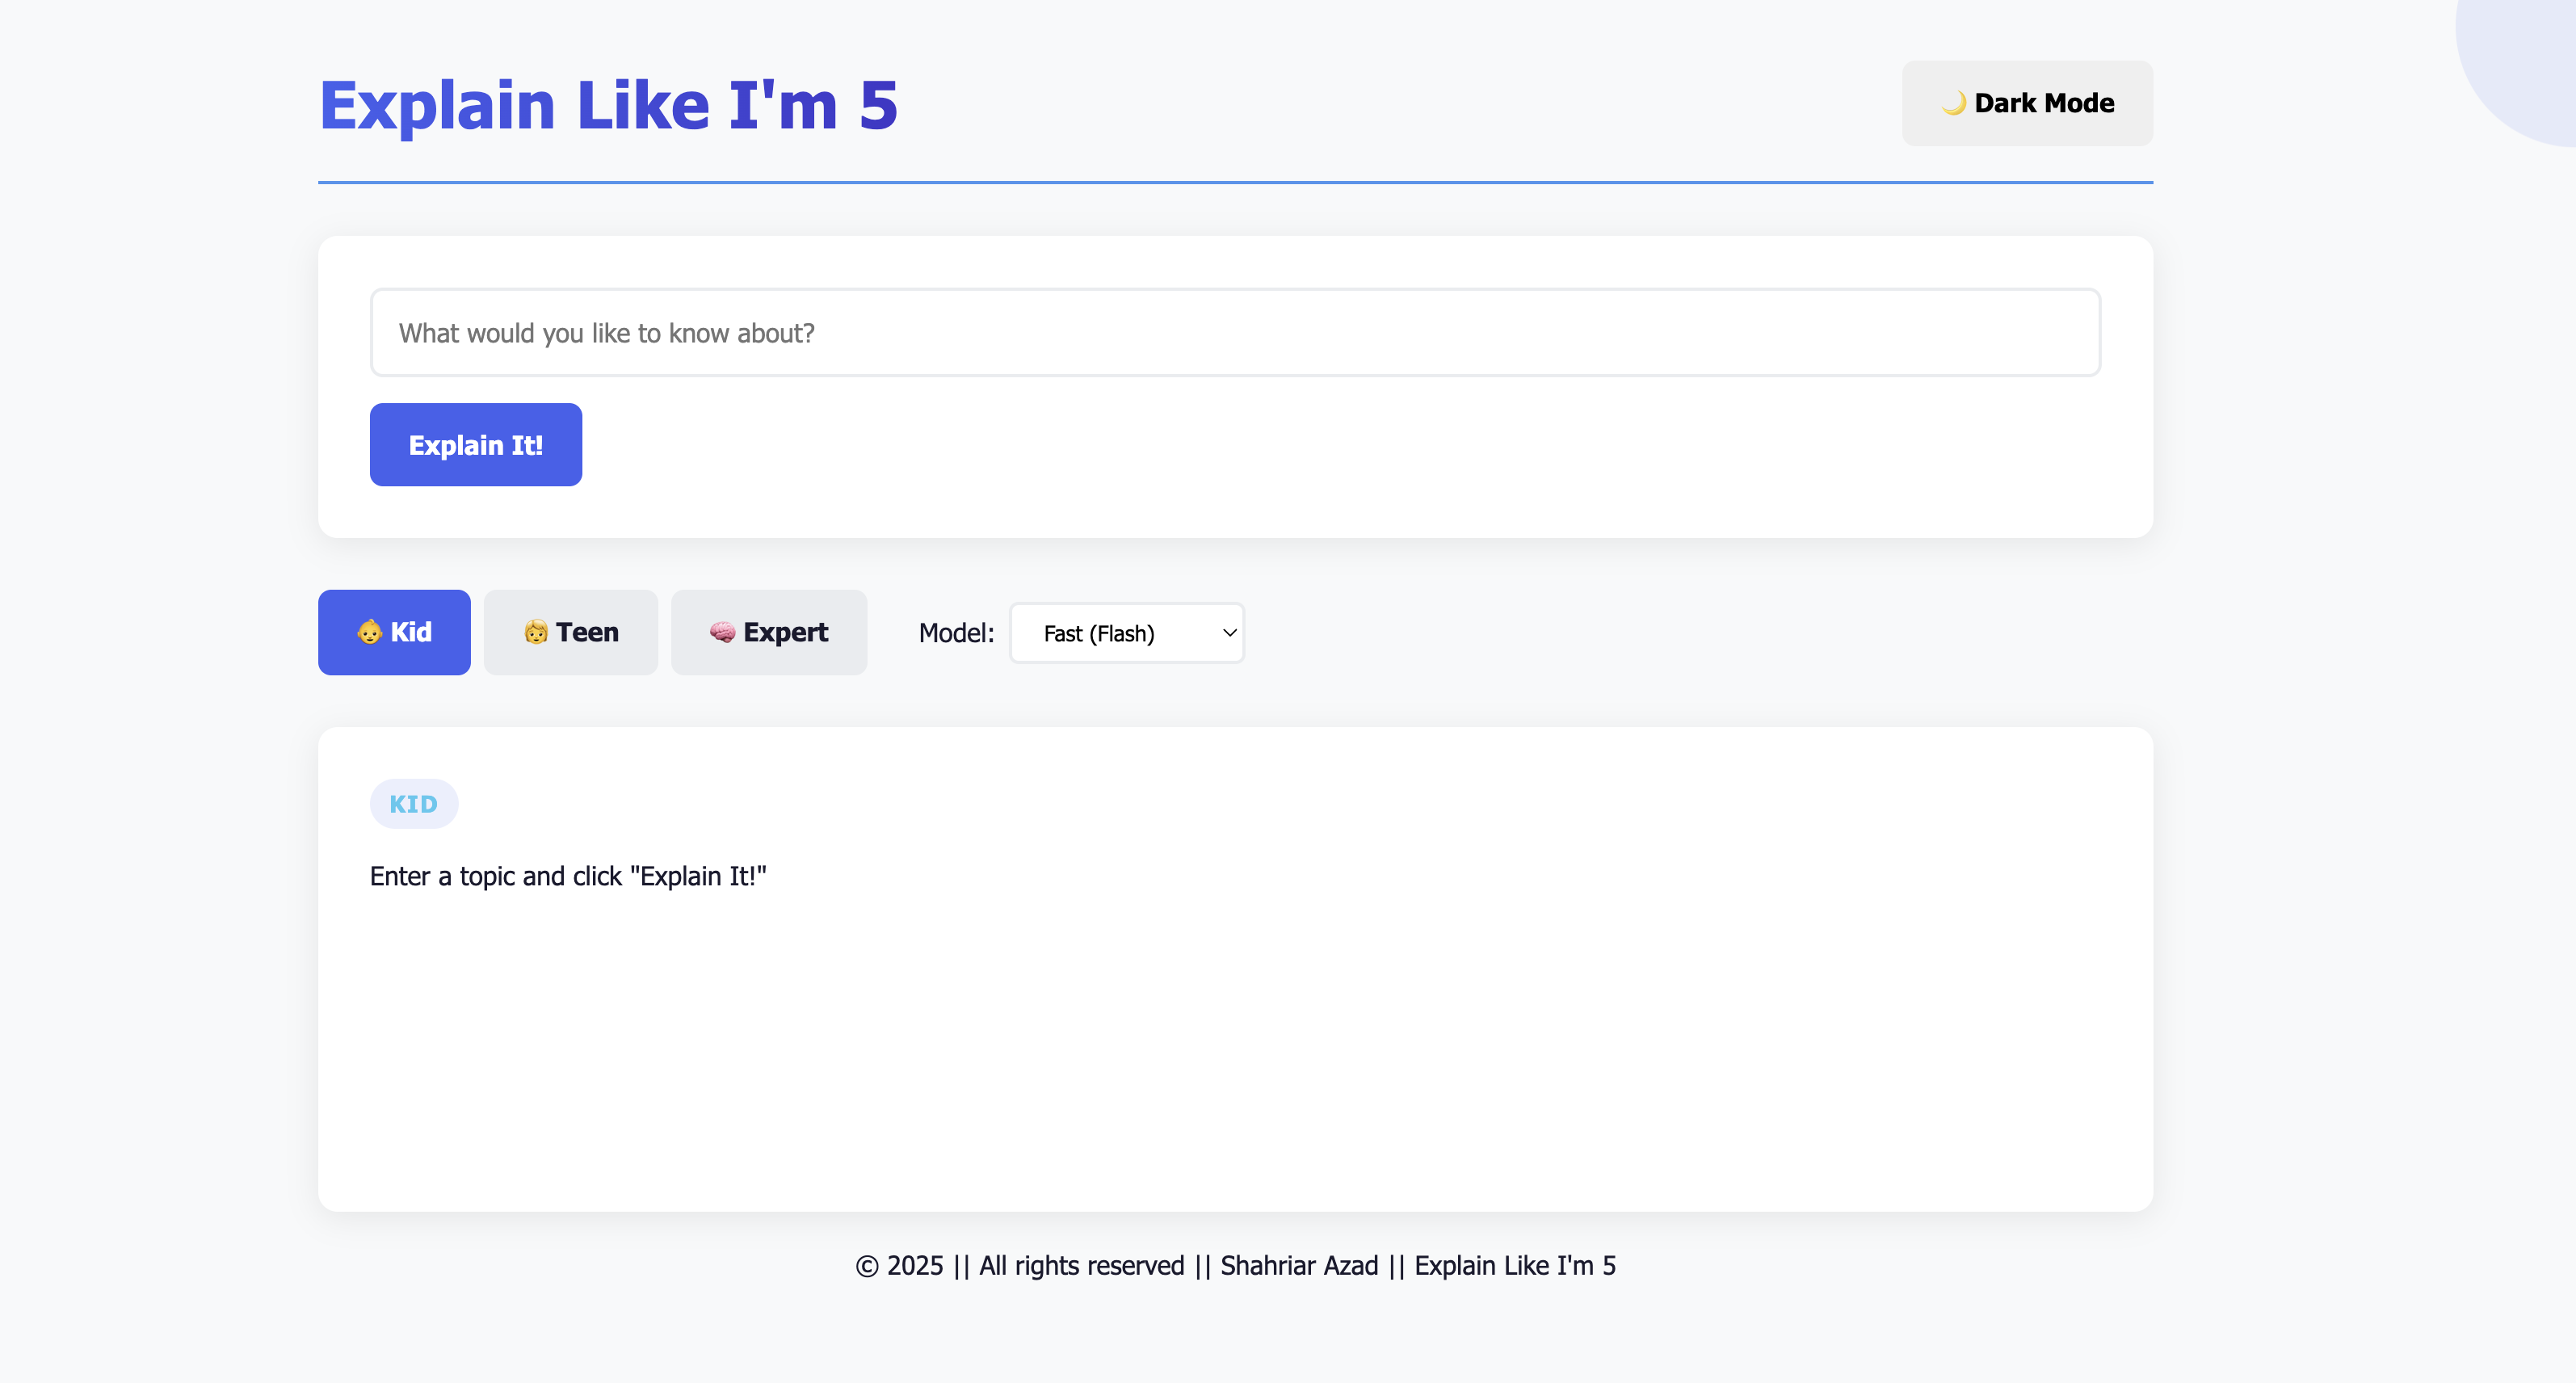 Explain Like I'm 5
🌙 Dark Mode
What would you like to know about?
Explain It!
👶 Kid
🧒 Teen
🧠 Expert
Model:
Fast (Flash)
KID
Enter a topic and click "Explain It!"
© 2025 || All rights reserved || Shahriar Azad || Explain Like I'm 5